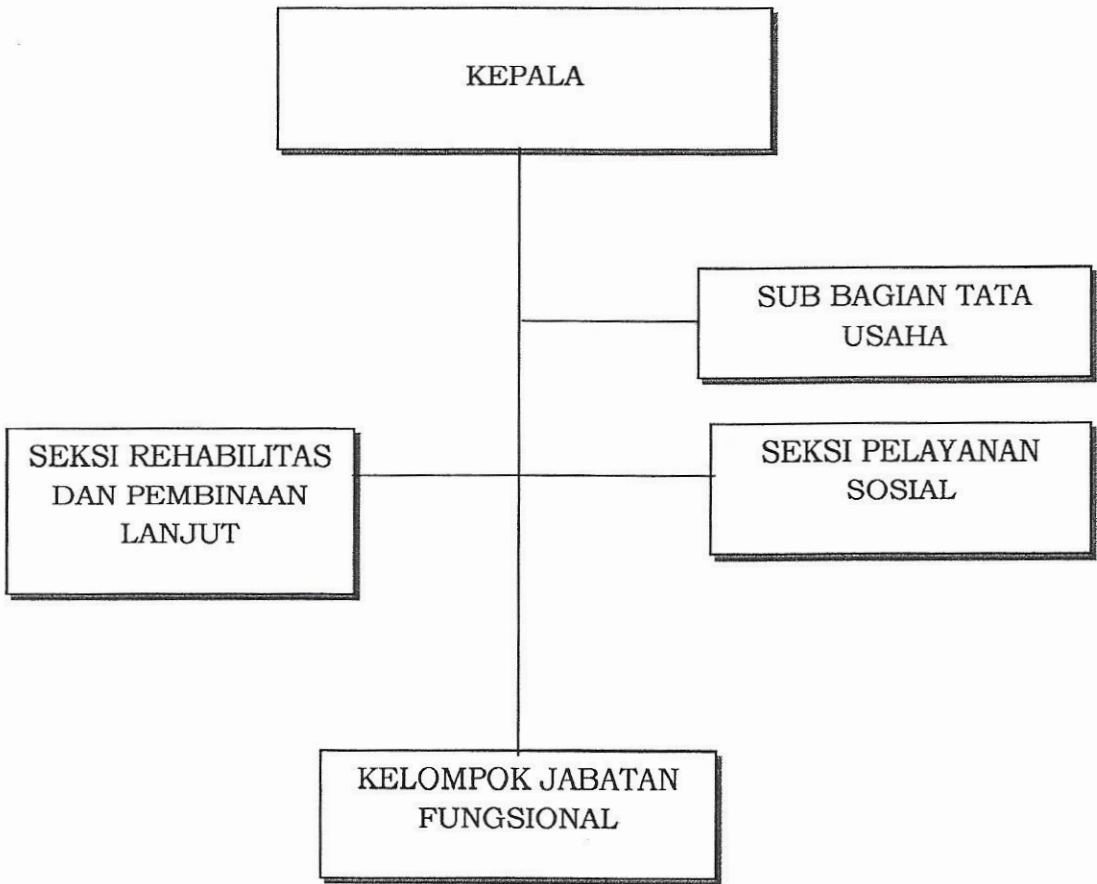 KEPALA
SUB BAGIAN TATA
USAHA
SEKSI REHABILITAS
DAN PEMBINAAN
LANJUT
SEKSI PELAYANAN
SOSIAL
KELOMPOK JABATAN
FUNGSIONAL